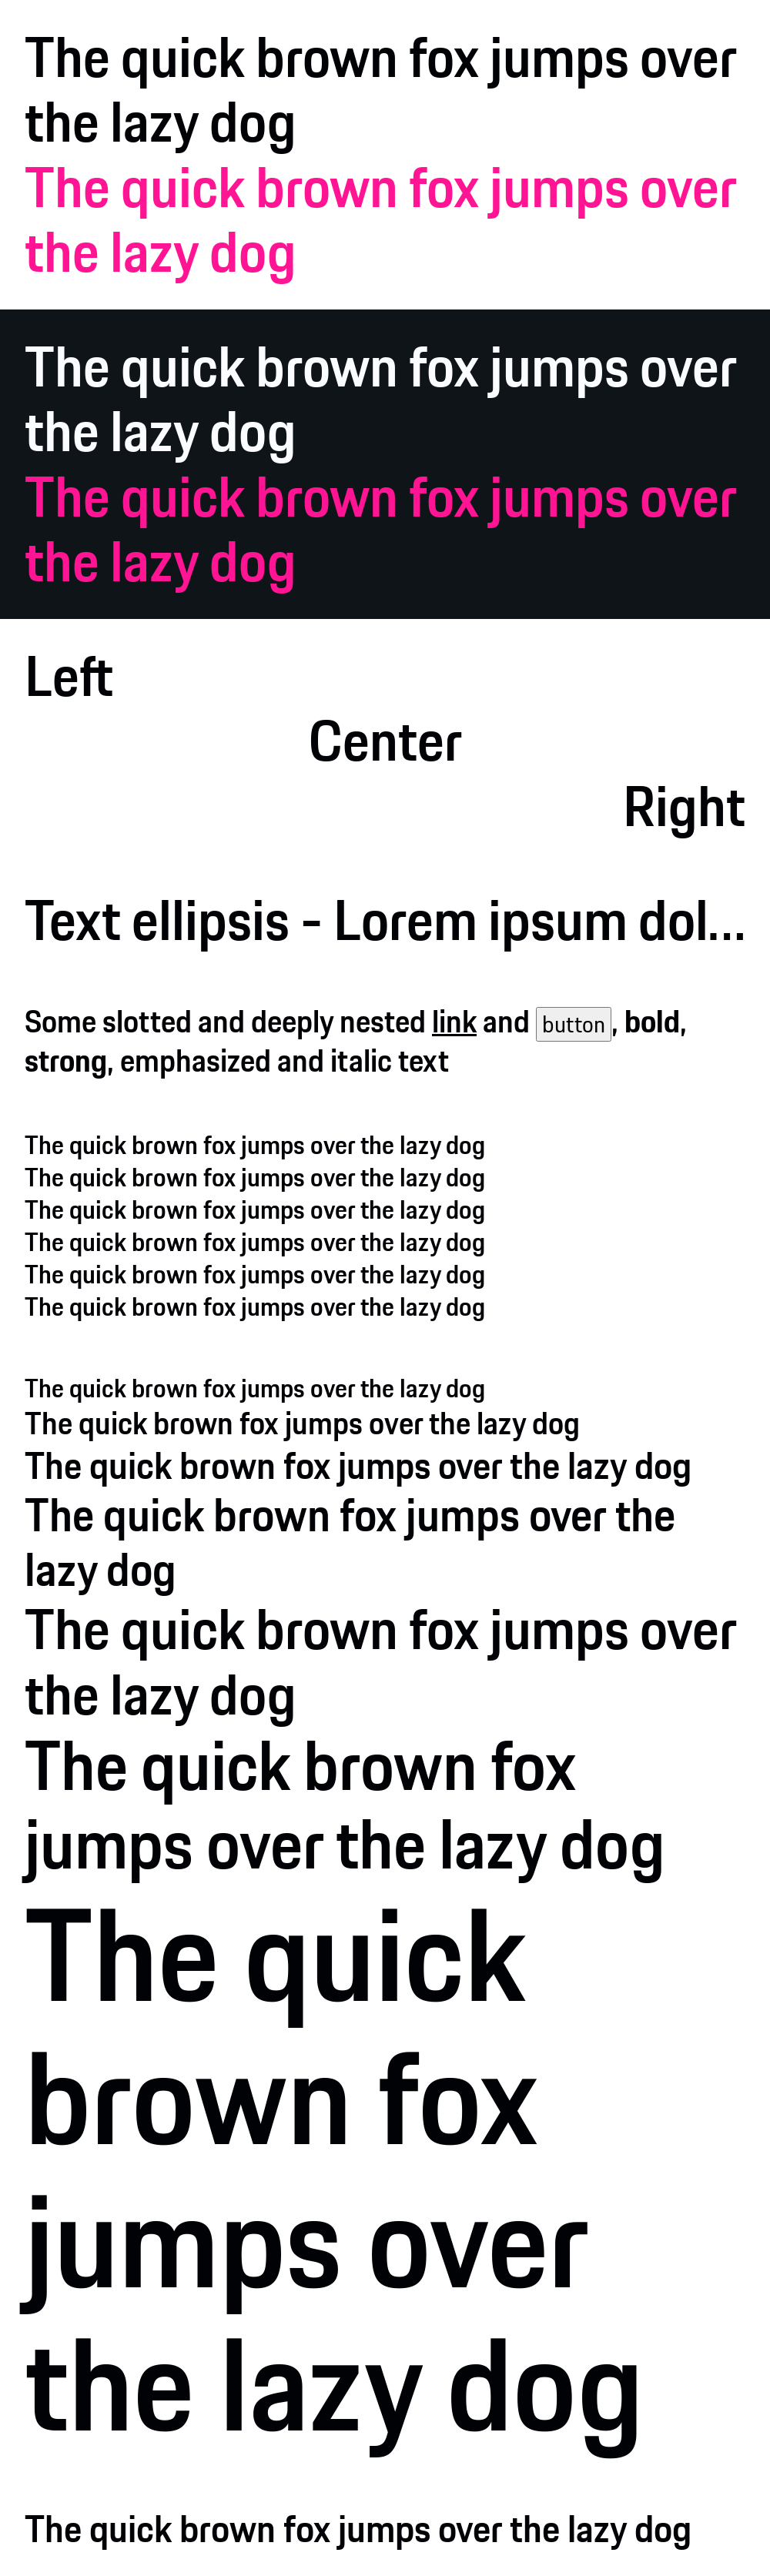 The quick brown fox jumps over
the lazy dog
The quick brown fox jumps over
the lazy dog
The quick brown fox jumps over
the lazy dog
The quick brown fox jumps over
the lazy dog
Left
Center
Right
Text ellipsis - Lorem ipsum dol...
Some slotted and deeply nested link and button, bold,
strong, emphasized and italic text
The quick brown fox jumps over the lazy dog
The quick brown fox jumps over the lazy dog
The quick brown fox jumps over the lazy dog
The quick brown fox jumps over the lazy dog
The quick brown fox jumps over the lazy dog
The quick brown fox jumps over the lazy dog
The quick brown fox jumps over the lazy dog
The quick brown fox jumps over the lazy dog
The quick brown fox jumps over the lazy dog
The quick brown fox jumps over the
lazy dog
The quick brown fox jumps over
the lazy dog
The quick brown fox
jumps over the lazy dog
The quick
brown fox
jumps over
the lazy dog
The quick brown fox jumps over the lazy dog